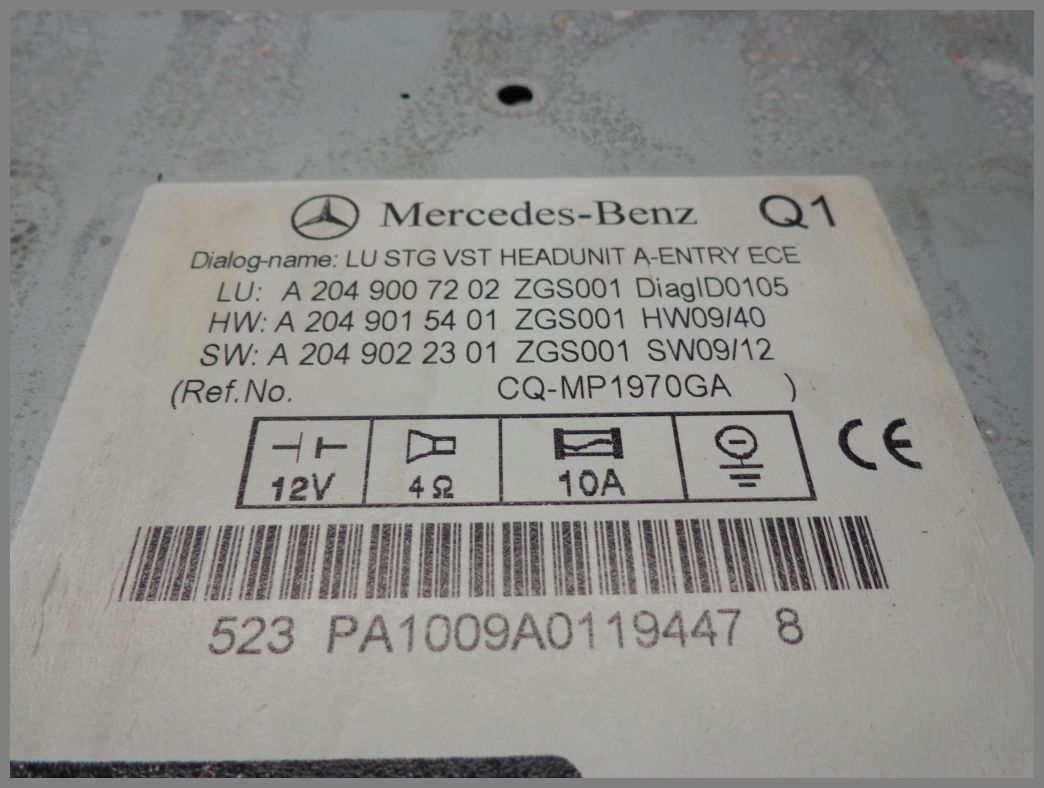 Mercedes-Benz Q1
Dialog-name: LU STG VST HEADUNIT A-ENTRY ECE
LU: A 204 900 72 02 ZGS001 DiagID0105
HW: A 204 901 54 01 ZGS001 HW09/40
SW: A 204 902 23 01 ZGS001 SW09/12
(Ref.No. CQ-MP1970GA )
12V 4Ω 10A CE
523 PA1009A0119447 8